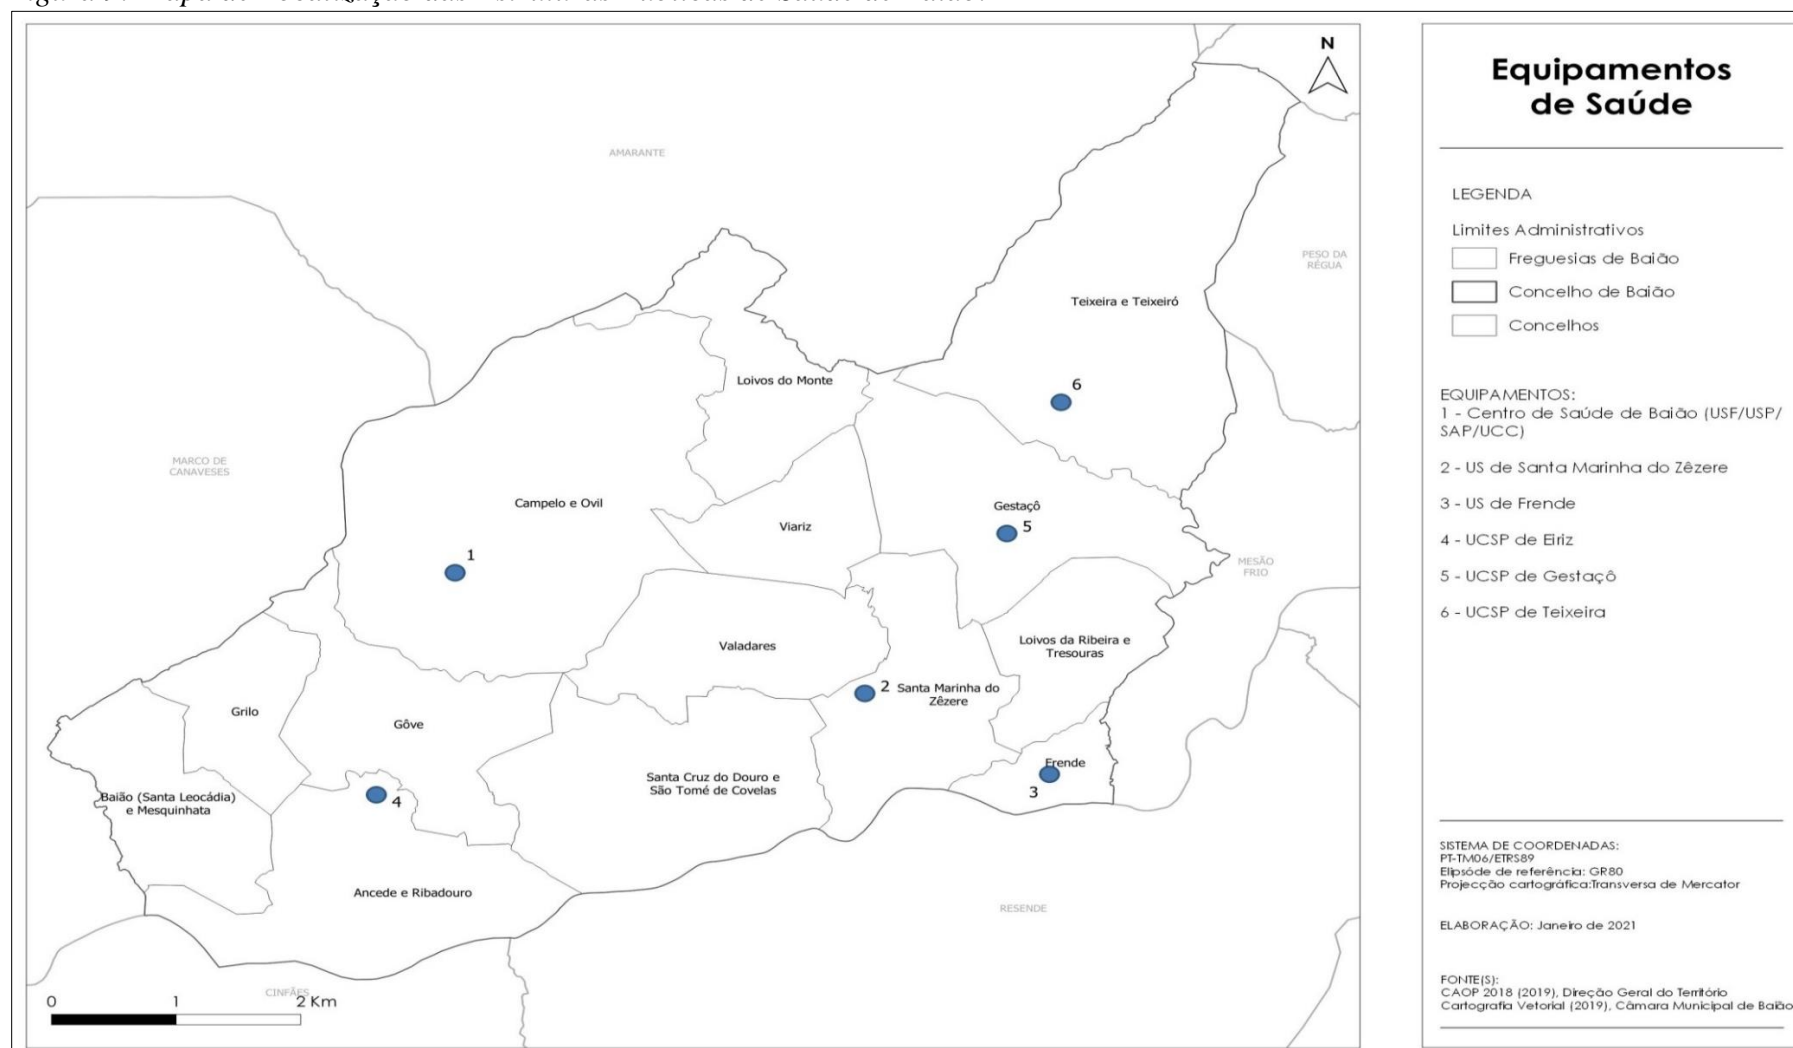 N
AMARANTE
PESO DA
RÉGUA
Teixeira e Teixeiró
Loivos do Monte
6
MARCO DE
CANAVESES
Campelo e Ovil
Gestaçô
Viariz
5
1
MESÃO
FRIO
Valadares
Loivos da Ribeira e
Tresouras
2
Santa Marinha do
Zêzere
Grilo
Gôve
Frende
3
Santa Cruz do Douro e
São Tomé de Covelas
Baião (Santa Leocádia)
e Mesquinhata
4
Ancede e Ribadouro
RESENDE
CINFÃES
0 1 2 Km
Equipamentos
de Saúde
LEGENDA
Limites Administrativos
Freguesias de Baião
Concelho de Baião
Concelhos
EQUIPAMENTOS:
1 - Centro de Saúde de Baião (USF/USP/
SAP/UCC)
2 - US de Santa Marinha do Zêzere
3 - US de Frende
4 - UCSP de Eiriz
5 - UCSP de Gestaçô
6 - UCSP de Teixeira
SISTEMA DE COORDENADAS:
PT-TM06/ETRS89
Elipsóde de referência: GR80
Projecção cartográfica:Transversa de Mercator
ELABORAÇÃO: Janeiro de 2021
FONTE(S):
CAOP 2018 (2019), Direção Geral do Território
Cartografia Vetorial (2019), Câmara Municipal de Baião